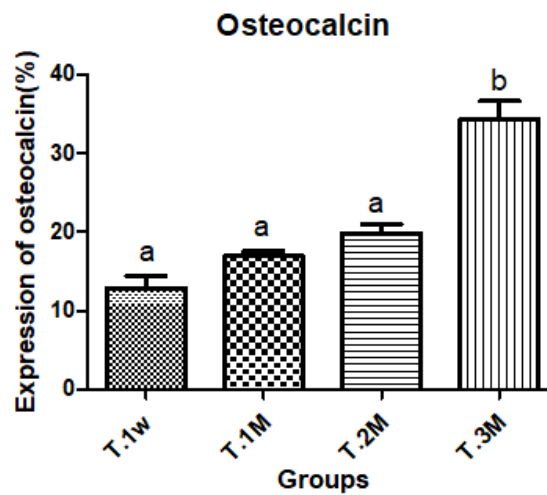 Osteocalcin
Expression of osteocalcin(%)
40
30
20
10
0
a
a
a
b
T.1w
T.1M
T.2M
T.3M
Groups